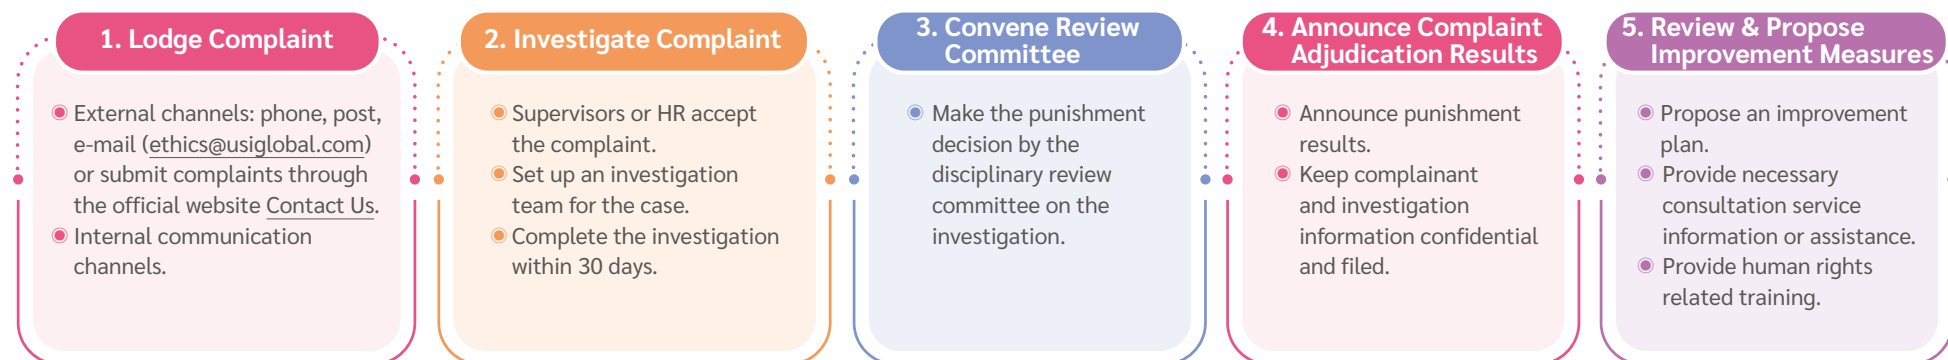 1. Lodge Complaint
External channels: phone, post,
e-mail (ethics@usiglobal.com)
or submit complaints through
the official website Contact Us.
Internal communication
channels.
2. Investigate Complaint
Supervisors or HR accept
the complaint.
Set up an investigation
team for the case.
Complete the investigation
within 30 days.
3. Convene Review
Committee
Make the punishment
decision by the
disciplinary review
committee on the
investigation.
4. Announce Complaint
Adjudication Results
Announce punishment
results.
Keep complainant
and investigation
information confidential
and filed.
5. Review & Propose
Improvement Measures
Propose an improvement
plan.
Provide necessary
consultation service
information or assistance.
Provide human rights
related training.